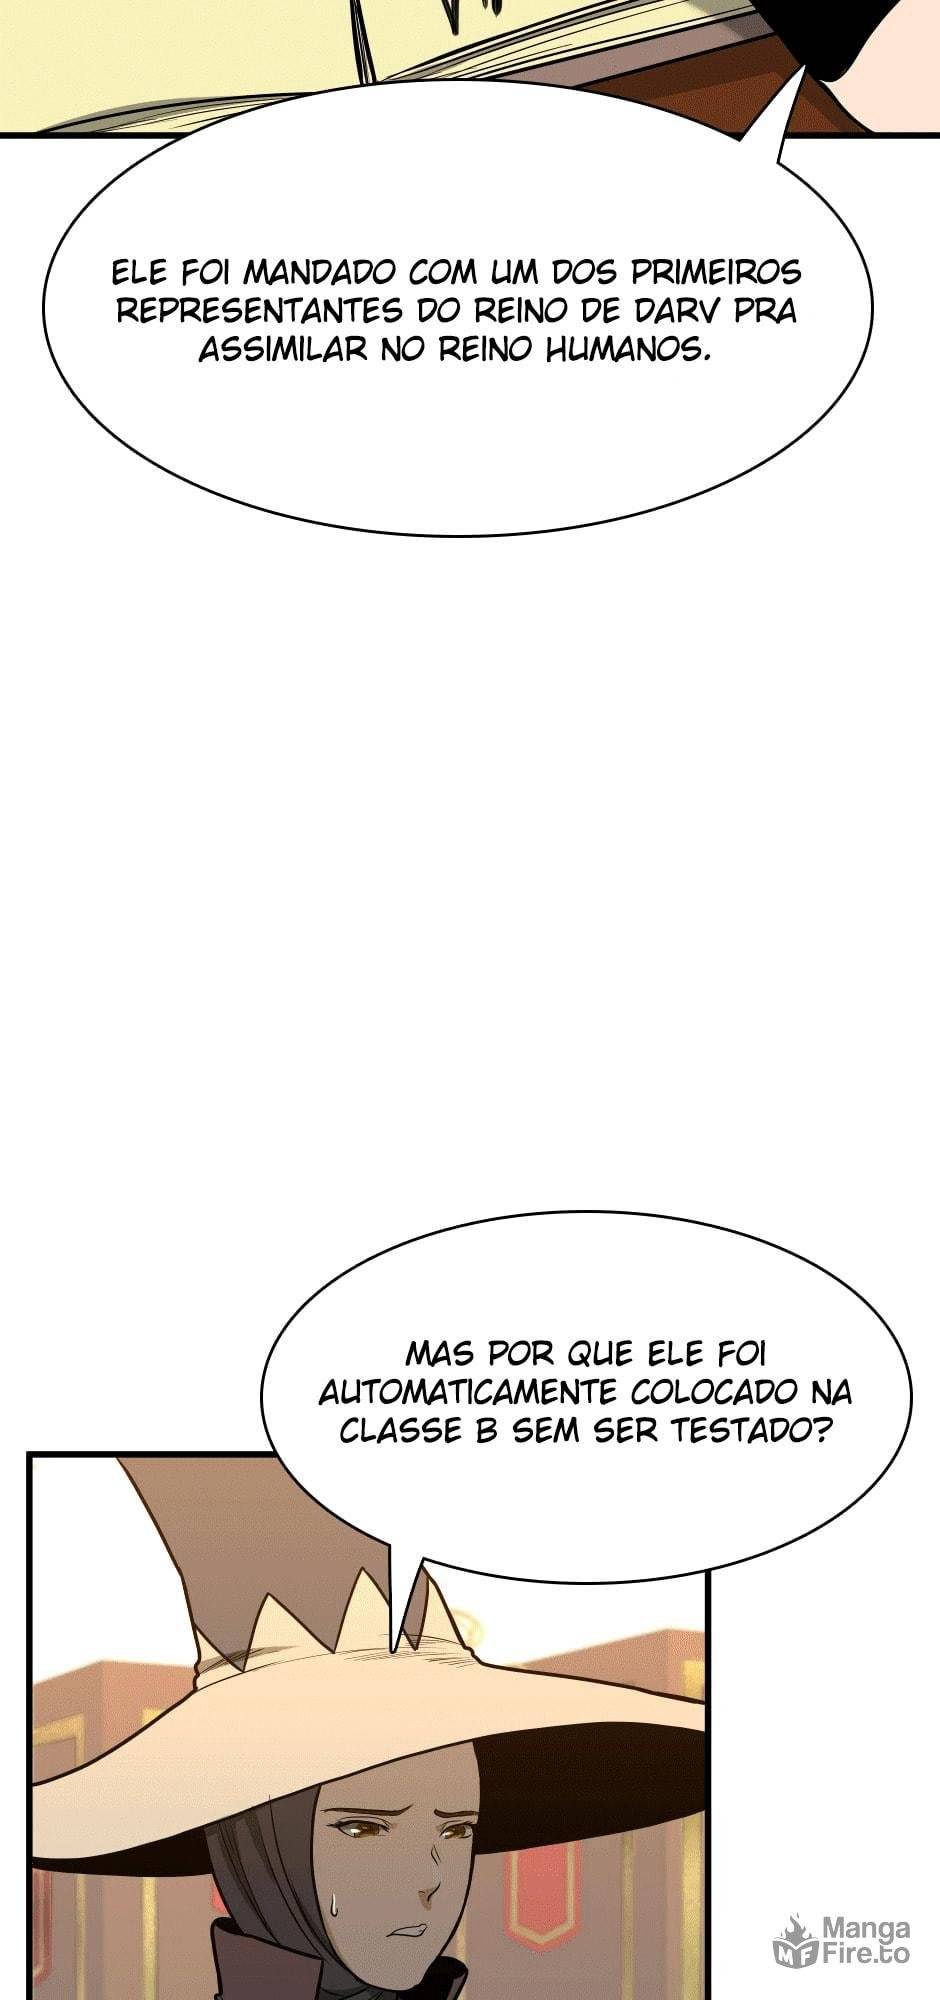 ELE FOI MANDADO COM UM DOS PRIMEIROS
REPRESENTANTES DO REINO DE DARV PRA
ASSIMILAR NO REINO HUMANOS.
MAS POR QUE ELE FOI
AUTOMATICAMENTE COLOCADO NA
CLASSE B SEM SER TESTADO?
Manga
MF Fire.to